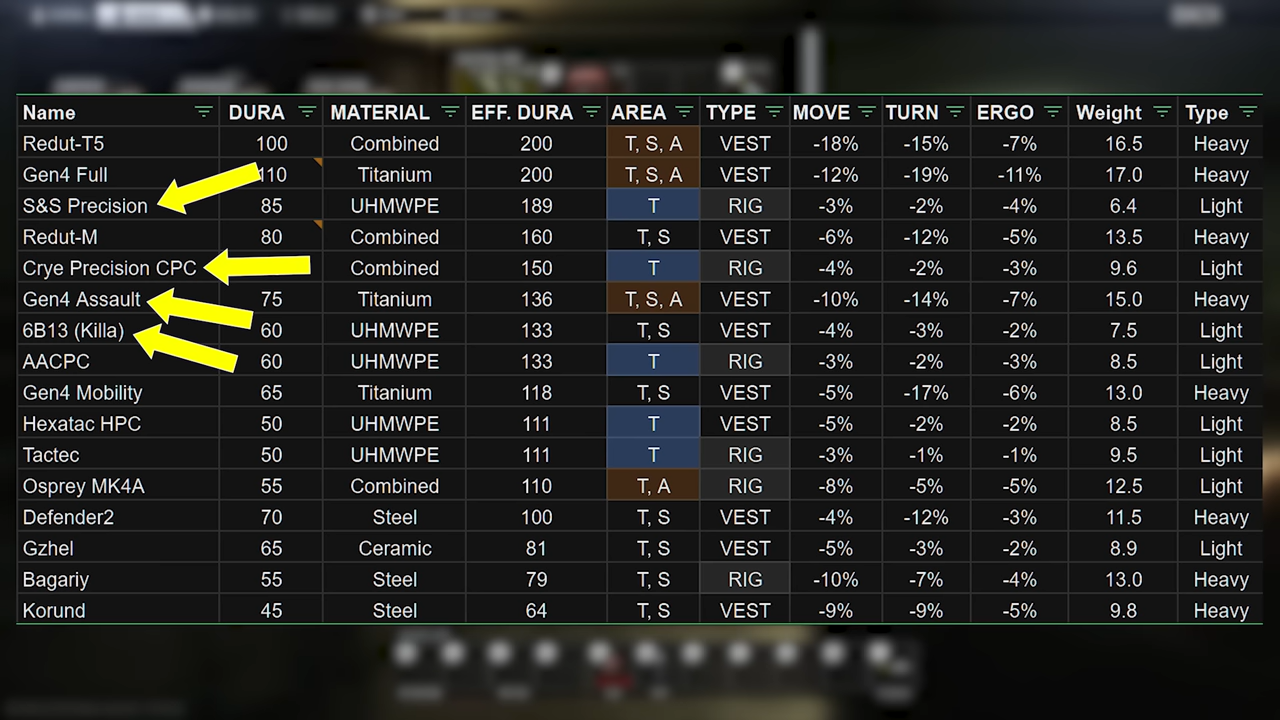 Name DURA MATERIAL EFF. DURA AREA TYPE MOVE TURN ERGO Weight Type
Redut-T5 100 Combined 200 T, S, A VEST -18% -15% -7% 16.5 Heavy
Gen4 Full 110 Titanium 200 T, S, A VEST -12% -19% -11% 17.0 Heavy
S&S Precision 85 UHMWPE 189 T RIG -3% -2% -4% 6.4 Light
Redut-M 80 Combined 160 T, S VEST -6% -12% -5% 13.5 Heavy
Crye Precision CPC Combined 150 T RIG -4% -2% -3% 9.6 Light
Gen4 Assault 75 Titanium 136 T, S, A VEST -10% -14% -7% 15.0 Heavy
6B13 (Killa) 60 UHMWPE 133 T, S VEST -4% -3% -2% 7.5 Light
AACPC 60 UHMWPE 133 T RIG -3% -2% -3% 8.5 Light
Gen4 Mobility 65 Titanium 118 T, S VEST -5% -17% -6% 13.0 Heavy
Hexatac HPC 50 UHMWPE 111 T VEST -5% -2% -2% 8.5 Light
Tactec 50 UHMWPE 111 T RIG -3% -1% -1% 9.5 Light
Osprey MK4A 55 Combined 110 T, A RIG -8% -5% -5% 12.5 Light
Defender2 70 Steel 100 T, S VEST -4% -12% -3% 11.5 Heavy
Gzhel 65 Ceramic 81 T, S VEST -5% -3% -2% 8.9 Light
Bagariy 55 Steel 79 T, S RIG -10% -7% -4% 13.0 Heavy
Korund 45 Steel 64 T, S VEST -9% -9% -5% 9.8 Heavy